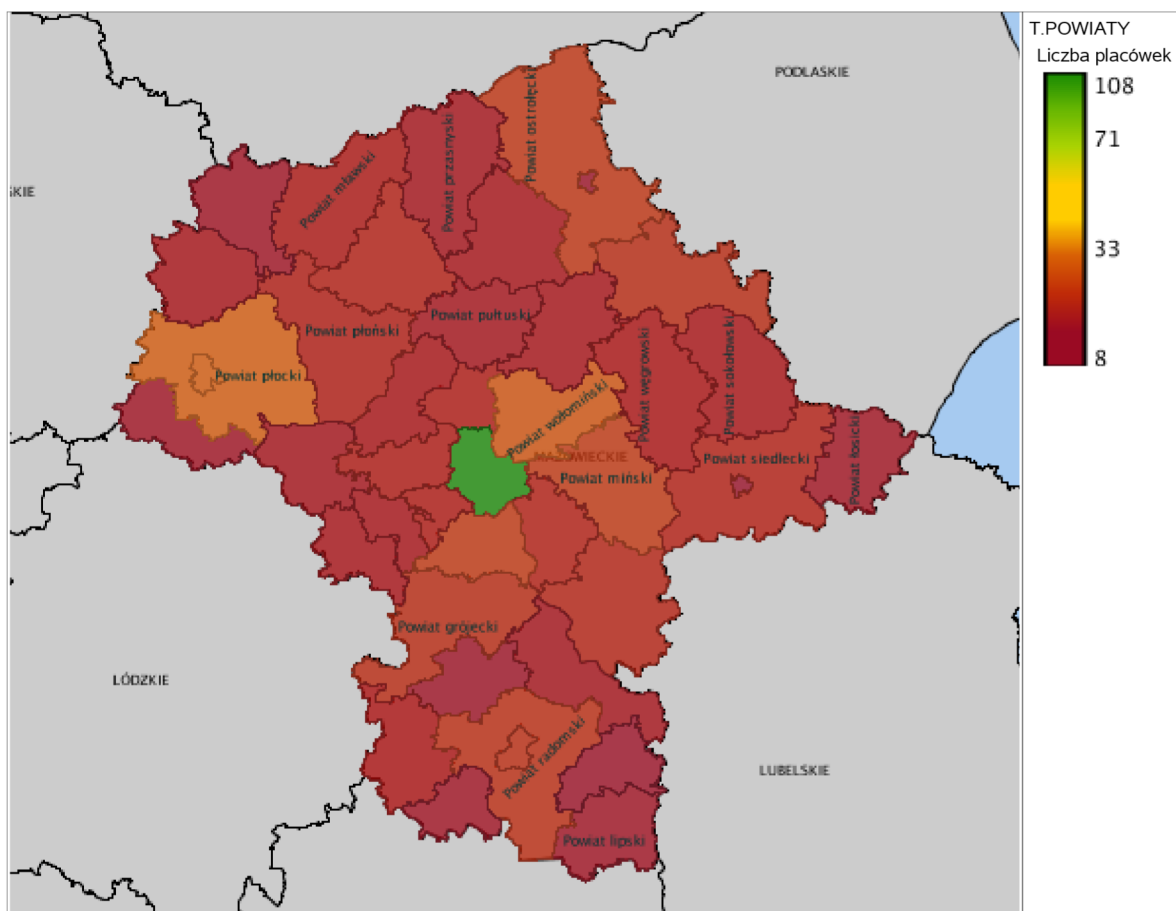 T.POWIATY
Liczba placówek
108
71
33
8
PODLASKIE
SKIE
Powiat ostrołęcki
Powiat przasnyski
Powiat mławski
Powiat pułtuski
Powiat płoński
Powiat płocki
Powiat wołomiński
Powiat węgrowski
Powiat sokołowski
MAZOWIECKIE
Powiat siedlecki
Powiat łosicki
Powiat miński
Powiat grójecki
ŁÓDZKIE
Powiat radomski
LUBELSKIE
Powiat lipski